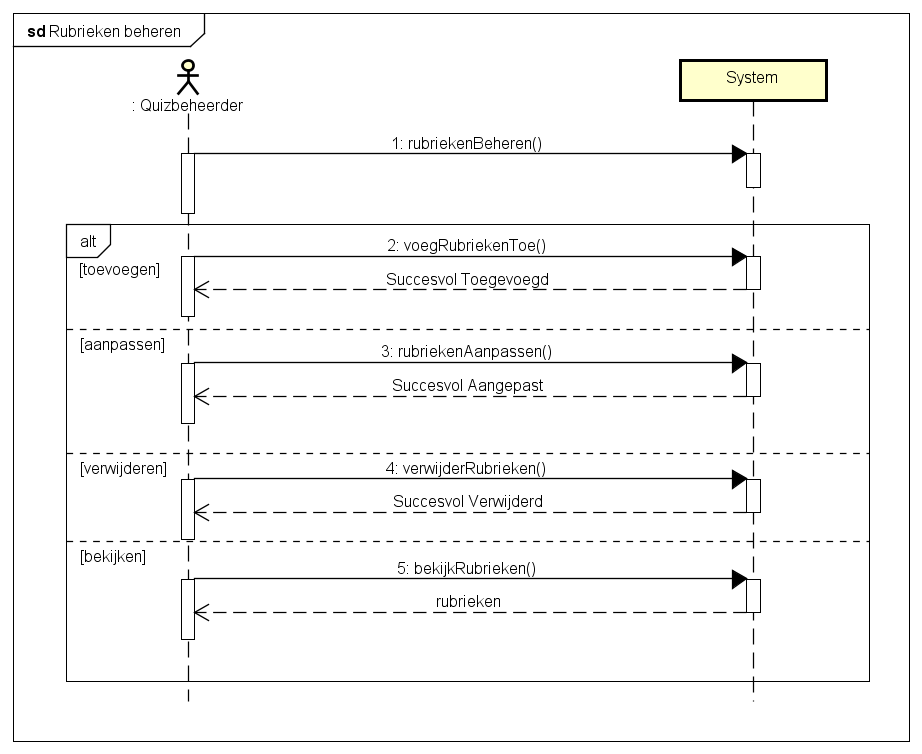 sd Rubrieken beheren
: Quizbeheerder
System
1: rubriekenBeheren()
alt
2: voegRubriekenToe()
[toevoegen]
Succesvol Toegevoegd
[aanpassen]
3: rubriekenAanpassen()
Succesvol Aangepast
[verwijderen]
4: verwijderRubrieken()
Succesvol Verwijderd
[bekijken]
5: bekijkRubrieken()
rubrieken